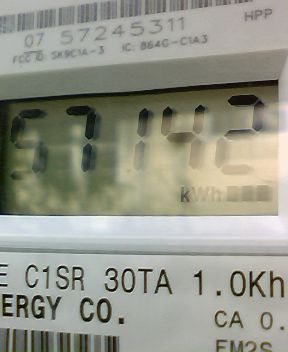 HPP
07 57245311
FCC ID: SK9C1A-3 IC: 864G-C1A3
57142
kWh
E C1SR 30TA 1.0Kh
ERGY CO.
CA 0.
FM2S